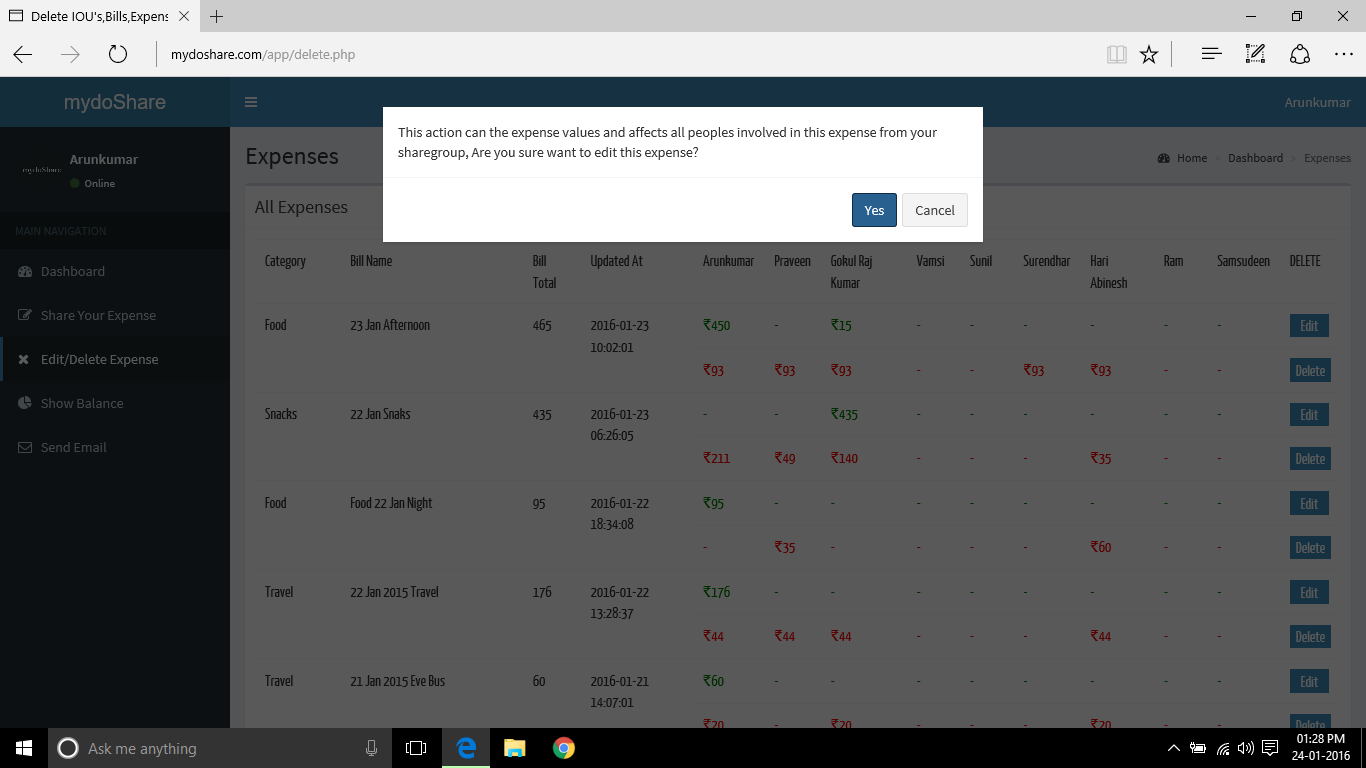 Delete IOU's,Bills,Expens
mydoshare.com/app/delete.php
mydoShare
Arunkumar
This action can the expense values and affects all peoples involved in this expense from your
sharegroup, Are you sure want to edit this expense?
Yes Cancel
mydoShare
Arunkumar
Online
MAIN NAVIGATION
Dashboard
Share Your Expense
Edit/Delete Expense
Show Balance
Send Email
Expenses
Home Dashboard > Expenses
All Expenses
Category Bill Name Bill Total Updated At Arunkumar Praveen Gokul Raj Kumar Vamsi Sunil Surendhar Hari Abinesh Ram Samsudeen DELETE
Food 23 Jan Afternoon 465 2016-01-23 10:02:01 ₹450 - ₹15 - - - - - - Edit
₹93 ₹93 ₹93 - - ₹93 ₹93 - - Delete
Snacks 22 Jan Snaks 435 2016-01-23 06:26:05 - - ₹435 - - - - - - Edit
₹211 ₹49 ₹140 - - - ₹35 - - Delete
Food Food 22 Jan Night 95 2016-01-22 18:34:08 ₹95 - - - - - - - - Edit
- ₹35 - - - - ₹60 - - Delete
Travel 22 Jan 2015 Travel 176 2016-01-22 13:28:37 ₹176 - - - - - - - - Edit
₹44 ₹44 ₹44 - - - ₹44 - - Delete
Travel 21 Jan 2015 Eve Bus 60 2016-01-21 14:07:01 ₹60 - - - - - - - - Edit
₹20 - ₹20 - - - ₹20 - - Delete
Ask me anything
01:28 PM
24-01-2016